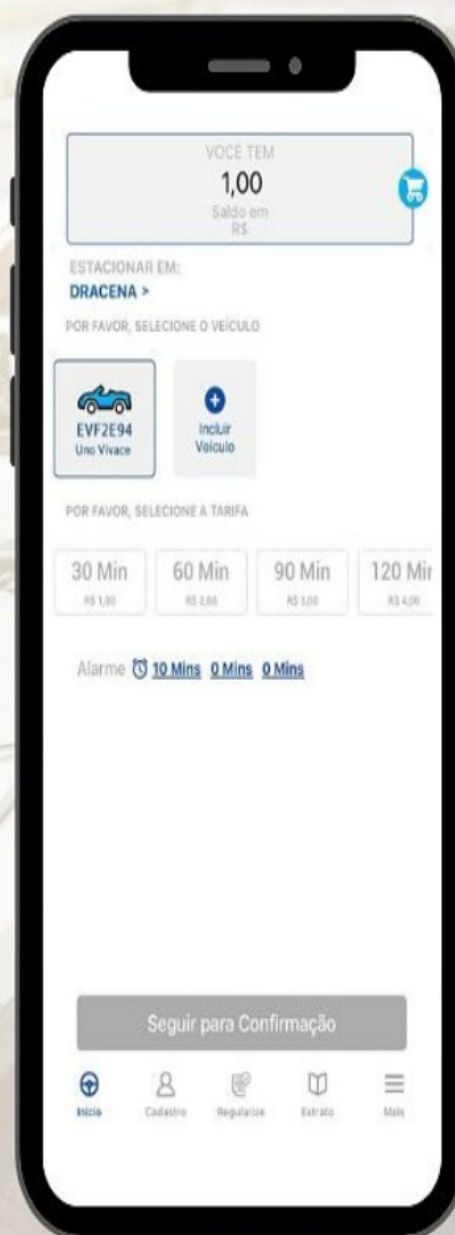 VOCÊ TEM
1,00
Saldo em
R$
ESTACIONAR EM:
DRACENA >
POR FAVOR, SELECIONE O VEÍCULO
EVF2E94
Uno Vivace
Incluir
Veículo
POR FAVOR, SELECIONE A TARIFA
30 Min 60 Min 90 Min 120 Min
R$ 1,00 R$ 2,00 R$ 3,00 R$ 4,00
Alarme 10 Mins 0 Mins 0 Mins
Seguir para Confirmação
Início Cadastro Regularize Extrato Mais